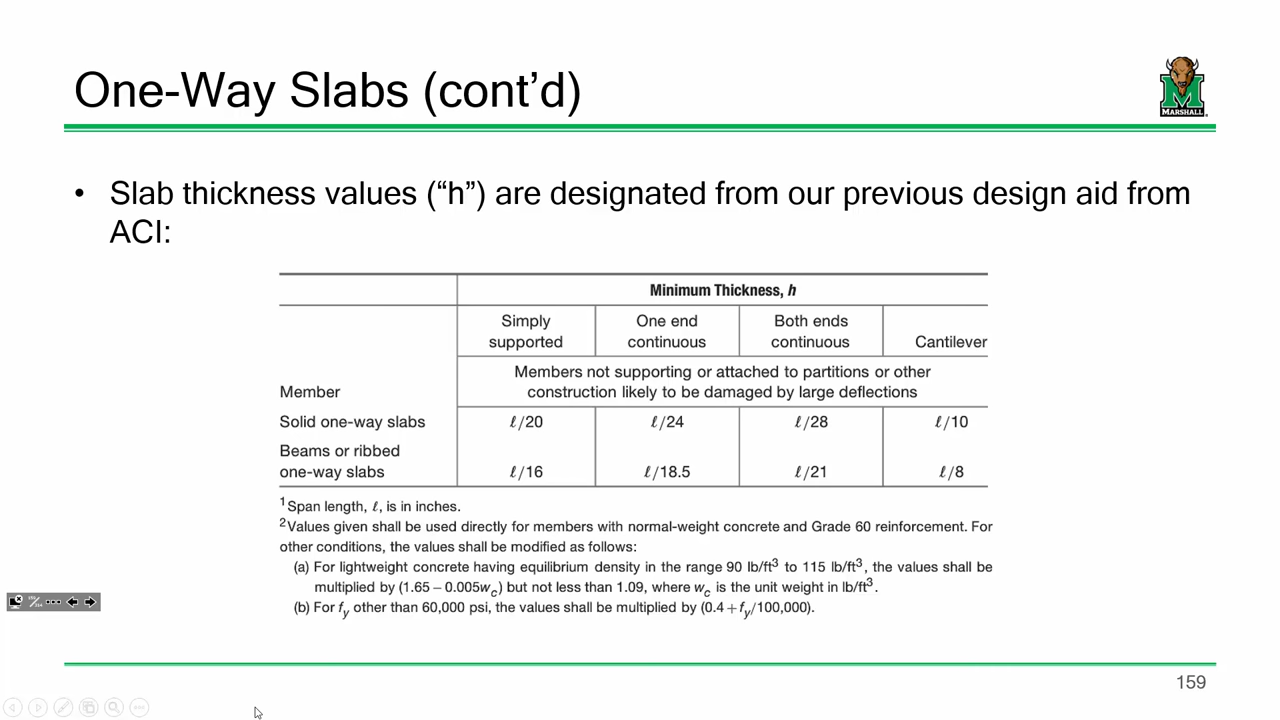 One-Way Slabs (cont’d)
MARSHALL
• Slab thickness values (“h”) are designated from our previous design aid from
ACI:
Minimum Thickness, h
Simply supported
One end continuous
Both ends continuous
Cantilever
Member
Members not supporting or attached to partitions or other
construction likely to be damaged by large deflections
Solid one-way slabs ℓ/20 ℓ/24 ℓ/28 ℓ/10
Beams or ribbed
one-way slabs ℓ/16 ℓ/18.5 ℓ/21 ℓ/8
1Span length, ℓ, is in inches.
2Values given shall be used directly for members with normal-weight concrete and Grade 60 reinforcement. For
other conditions, the values shall be modified as follows:
(a) For lightweight concrete having equilibrium density in the range 90 lb/ft3 to 115 lb/ft3, the values shall be
multiplied by (1.65 – 0.005wc) but not less than 1.09, where wc is the unit weight in lb/ft3.
(b) For fy other than 60,000 psi, the values shall be multiplied by (0.4 + fy/100,000).
159